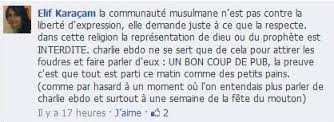 Elif Karaçam la communauté musulmane n'est pas contre la
liberté d'expression, elle demande juste à ce que la respecte.
dans cette religion la représentation de dieu ou du prophète est
INTERDITE. charlie ebdo ne se sert que de cela pour attirer les
foudres et faire parler d'eux : UN BON COUP DE PUB, la preuve
c'est que tout est parti ce matin comme des petits pains.
(comme par hasard à un moment où l'on entendais plus parler de
charlie ebdo et surtout à une semaine de la fête du mouton)
Il y a 17 heures · J'aime · 2